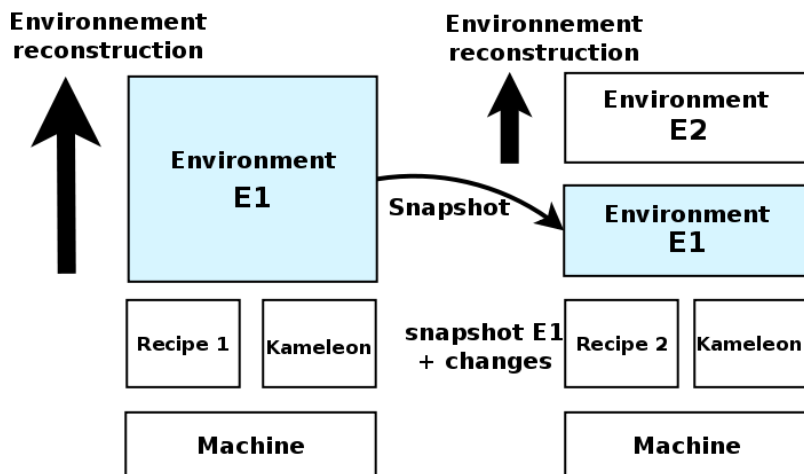 Environnement
reconstruction
Environment
E1
Recipe 1
Kameleon
Machine
Snapshot
snapshot E1
+ changes
Environnement
reconstruction
Environment
E2
Environment
E1
Recipe 2
Kameleon
Machine